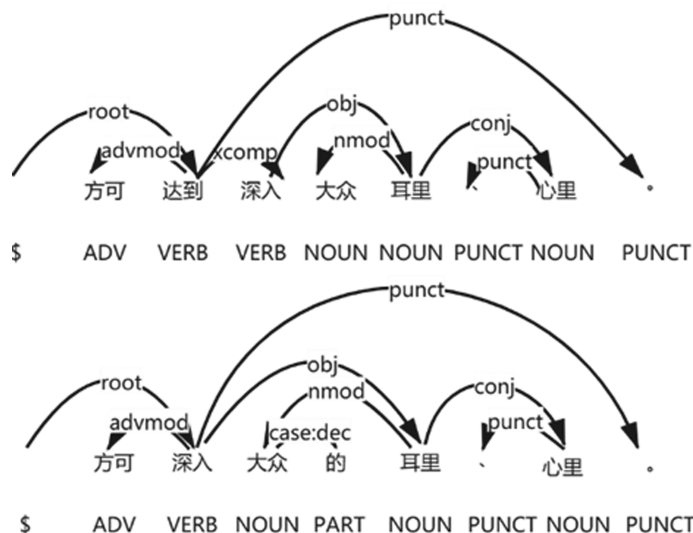 punct
root
obj
advmod
xcomp
nmod
conj
punct
方可 达到 深入 大众 耳里 、 心里 。
$ ADV VERB VERB NOUN NOUN PUNCT NOUN PUNCT
punct
root
obj
nmod
conj
advmod
case:dec
punct
方可 深入 大众 的 耳里 、 心里 。
$ ADV VERB NOUN PART NOUN PUNCT NOUN PUNCT